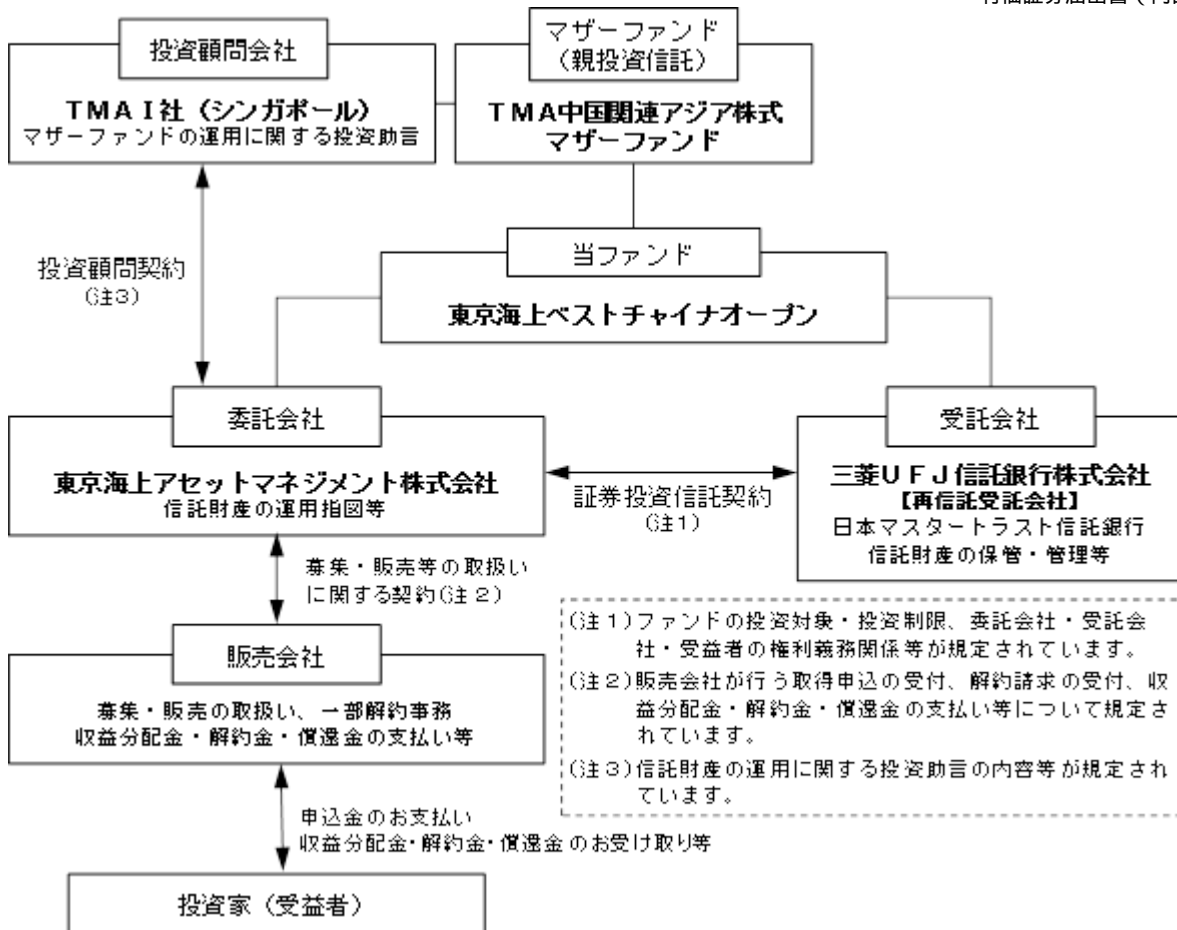 有価証券届出書(内
投資顧問会社
TMAI社(シンガポール)
マザーファンドの運用に関する投資助言
マザーファンド
(親投資信託)
TMA中国関連アジア株式
マザーファンド
当ファンド
東京海上ベストチャイナオープン
投資顧問契約
(注3)
委託会社
東京海上アセットマネジメント株式会社
信託財産の運用指図等
証券投資信託契約
(注1)
受託会社
三菱UFJ信託銀行株式会社
【再信託受託会社】
日本マスタートラスト信託銀行
信託財産の保管・管理等
募集・販売等の取扱い
に関する契約(注2)
販売会社
募集・販売の取扱い、一部解約事務
収益分配金・解約金・償還金の支払い等
(注1)ファンドの投資対象・投資制限、委託会社・受託会
社・受益者の権利義務関係等が規定されています。
(注2)販売会社が行う取得申込の受付、解約請求の受付、収
益分配金・解約金・償還金の支払い等について規定さ
れています。
(注3)信託財産の運用に関する投資助言の内容等が規定され
ています。
申込金のお支払い
収益分配金・解約金・償還金のお受け取り等
投資家(受益者)